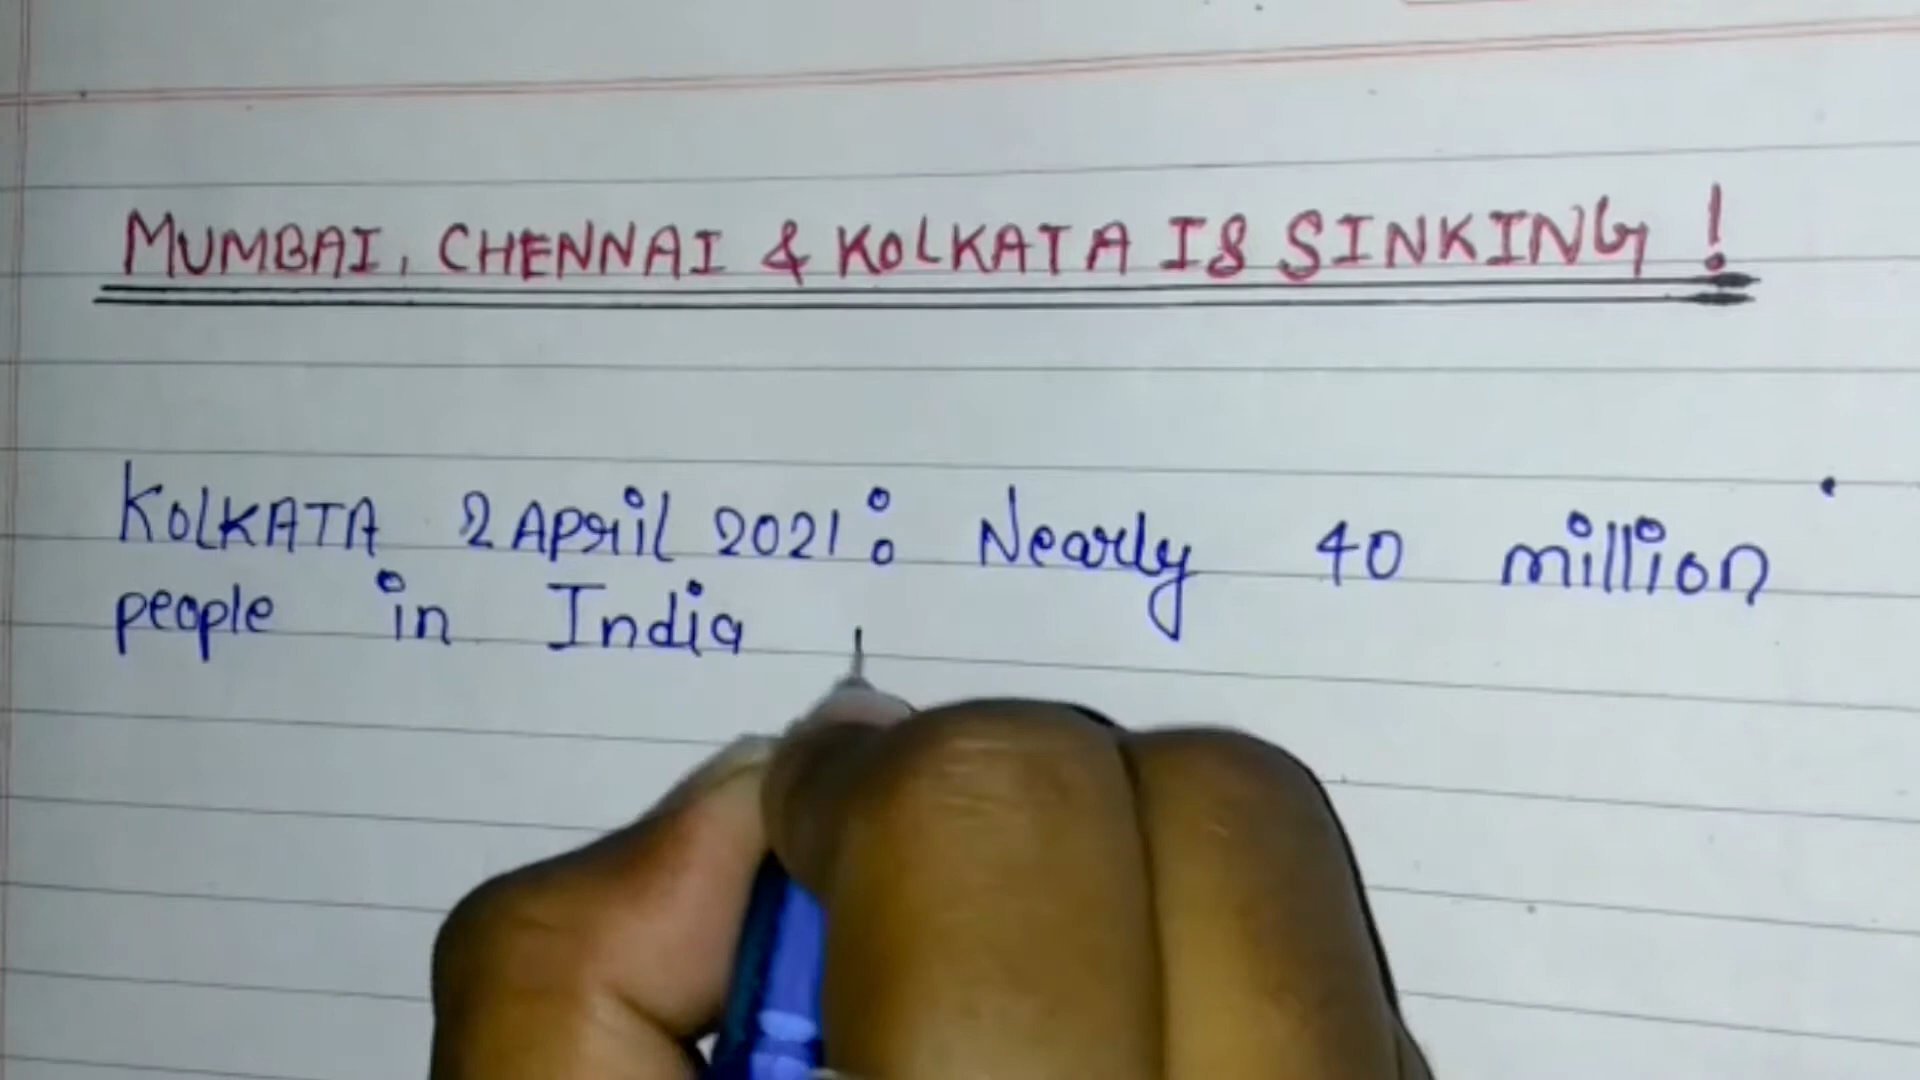 MUMBAI, CHENNAI & KOLKATA IS SINKING!
KOLKATA 2 April 2021: Nearly 40 million
people in India